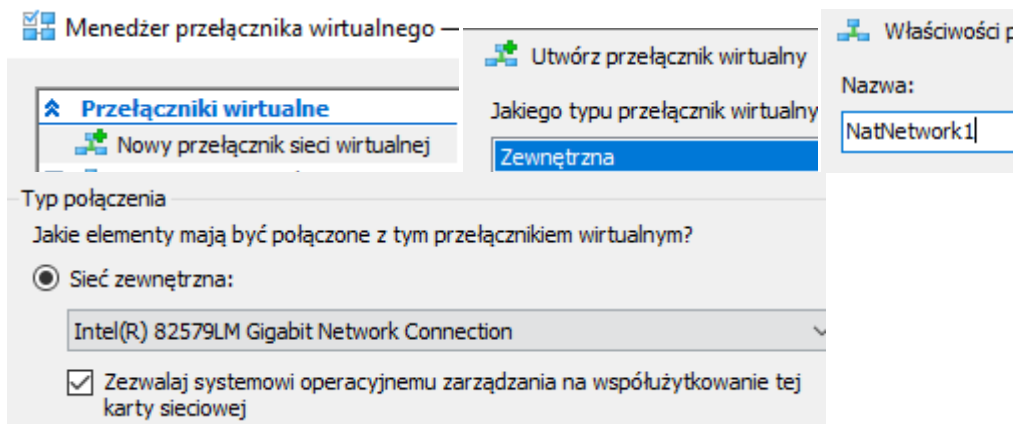 Menedżer przełącznika wirtualnego —
Przełączniki wirtualne
Nowy przełącznik sieci wirtualnej
Utwórz przełącznik wirtualny
Jakiego typu przełącznik wirtualny
Zewnętrzna
Właściwości p
Nazwa:
NatNetwork1
Typ połączenia
Jakie elementy mają być połączone z tym przełącznikiem wirtualnym?
Sieć zewnętrzna:
Intel(R) 82579LM Gigabit Network Connection
Zezwalaj systemowi operacyjnemu zarządzania na współużytkowanie tej
karty sieciowej